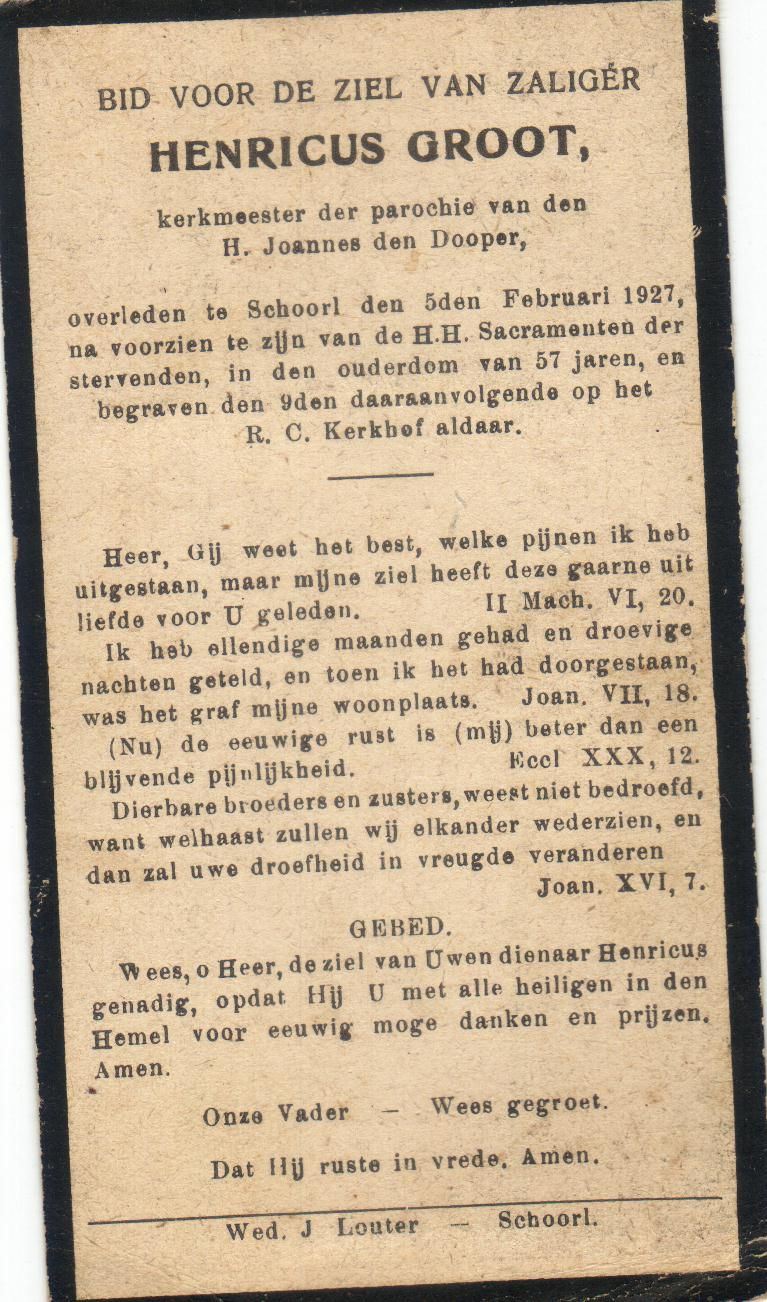 BID VOOR DE ZIEL VAN ZALIGÉR
HENRICUS GROOT,
kerkmeester der parochie van den
H. Joannes den Dooper,
overleden te Schoorl den 5den Februari 1927,
na voorzien te zijn van de H.H. Sacramenten der
stervenden, in den ouderdom van 57 jaren, en
begraven den 9den daaraanvolgende op het
R. C. Kerkhof aldaar.
Heer, Gij weet het best, welke pijnen ik heb
uitgestaan, maar mijne ziel heeft deze gaarne uit
liefde voor U geleden. II Mach. VI, 20.
Ik heb ellendige maanden gehad en droevige
nachten geteld, en toen ik het had doorgestaan,
was het graf mijne woonplaats. Joan. VII, 18.
(Nu) de eeuwige rust is (mij) beter dan een
blijvende pijnlijkheid. Eccl XXX, 12.
Dierbare broeders en zusters, weest niet bedroefd,
want welhaast zullen wij elkander wederzien, en
dan zal uwe droefheid in vreugde veranderen
Joan. XVI, 7.
GEBED.
Wees, o Heer, de ziel van Uwen dienaar Henricus
genadig, opdat Hij U met alle heiligen in den
Hemel voor eeuwig moge danken en prijzen.
Amen.
Onze Vader — Wees gegroet.
Dat Hij ruste in vrede. Amen.
Wed. J Louter — Schoorl.